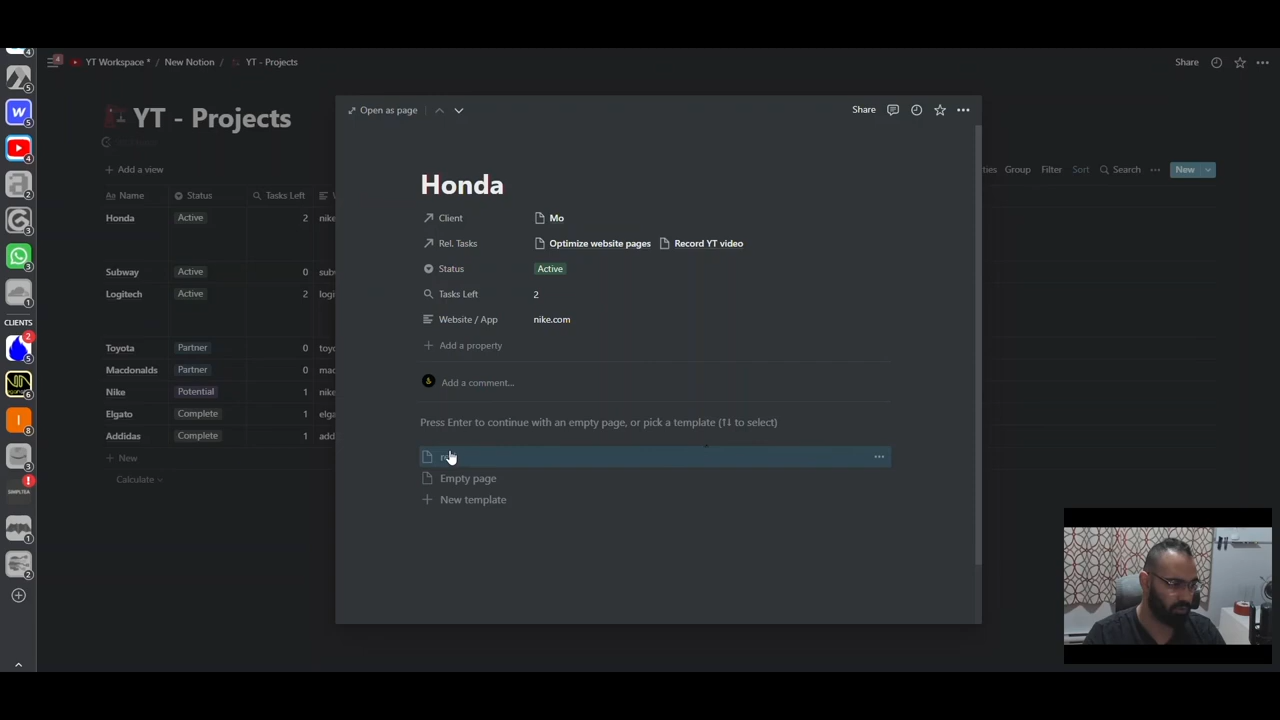 YT Workspace * / New Notion / YT - Projects
Share
YT - Projects
Add a view
Group Filter Sort Search New
Aa Name Status Tasks Left
Honda Active 2
Subway Active 0
Logitech Active 2
Toyota Partner 0
Macdonalds Partner 0
Nike Potential 1
Elgato Complete 1
Addidas Complete 1
New
Calculate
Open as page
Share
Honda
Client Mo
Rel. Tasks Optimize website pages Record YT video
Status Active
Tasks Left 2
Website / App nike.com
Add a property
Add a comment...
Press Enter to continue with an empty page, or pick a template (↑↓ to select)
Empty page
New template
CLIENTS